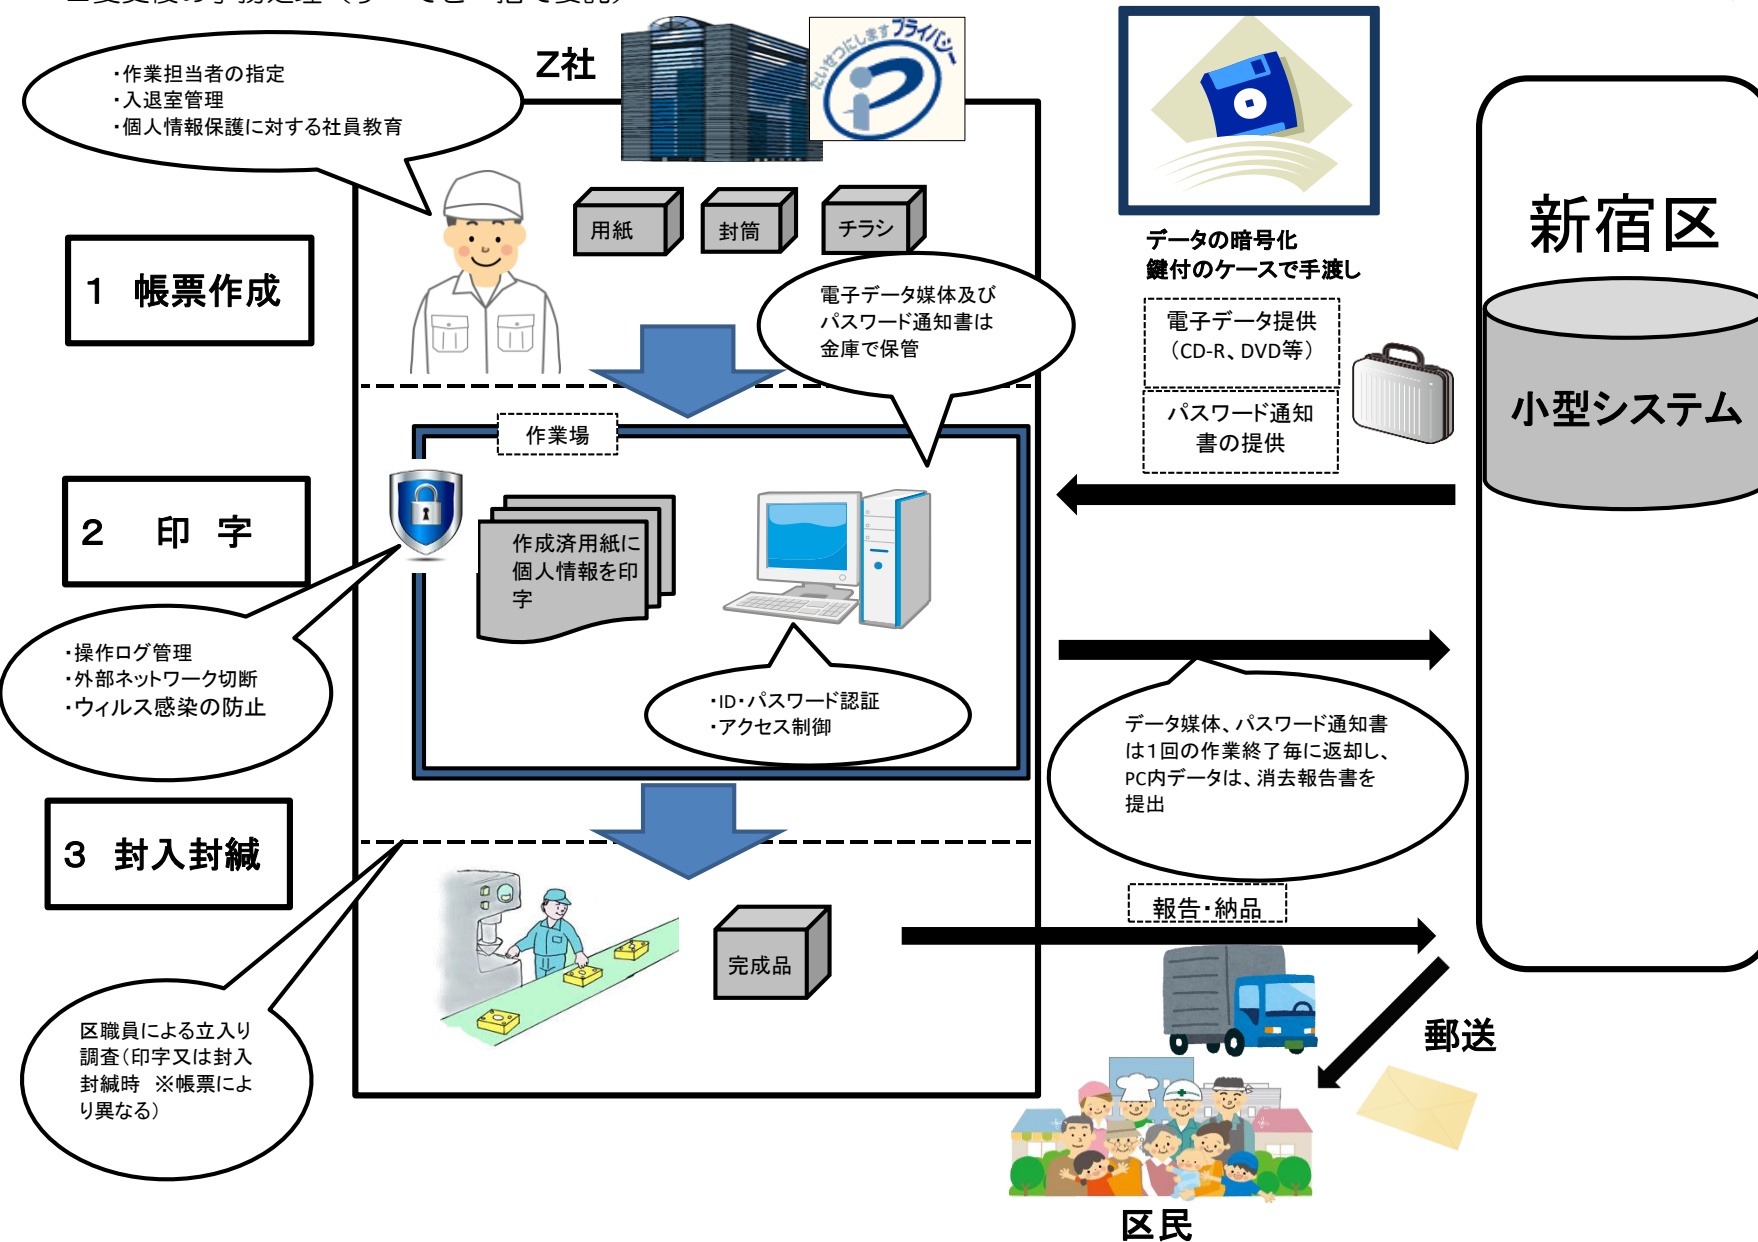 Z社
たいせつにしますプライバシー
・作業担当者の指定
・入退室管理
・個人情報保護に対する社員教育
用紙
封筒
チラシ
1 帳票作成
電子データ媒体及び
パスワード通知書は
金庫で保管
データの暗号化
鍵付のケースで手渡し
電子データ提供
（CD-R、DVD等）
パスワード通知
書の提供
新宿区
小型システム
作業場
2 印 字
作成済用紙に
個人情報を印
字
・操作ログ管理
・外部ネットワーク切断
・ウィルス感染の防止
・ID・パスワード認証
・アクセス制御
データ媒体、パスワード通知書
は1回の作業終了毎に返却し、
PC内データは、消去報告書を
提出
3 封入封緘
完成品
報告・納品
区職員による立入り
調査（印字又は封入
封緘時 ※帳票によ
り異なる）
郵送
区民